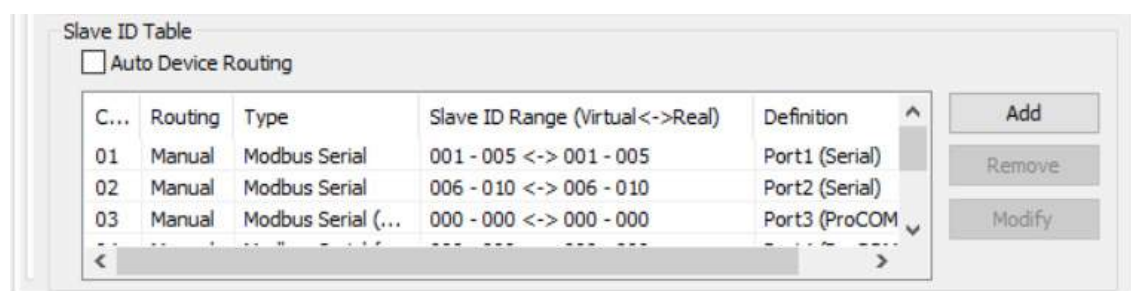 Slave ID Table
Auto Device Routing
C... Routing Type Slave ID Range (Virtual<->Real) Definition Add
01 Manual Modbus Serial 001 - 005 <-> 001 - 005 Port1 (Serial)
Remove
02 Manual Modbus Serial 006 - 010 <-> 006 - 010 Port2 (Serial)
03 Manual Modbus Serial (... 000 - 000 <-> 000 - 000 Port3 (ProCOM Modify